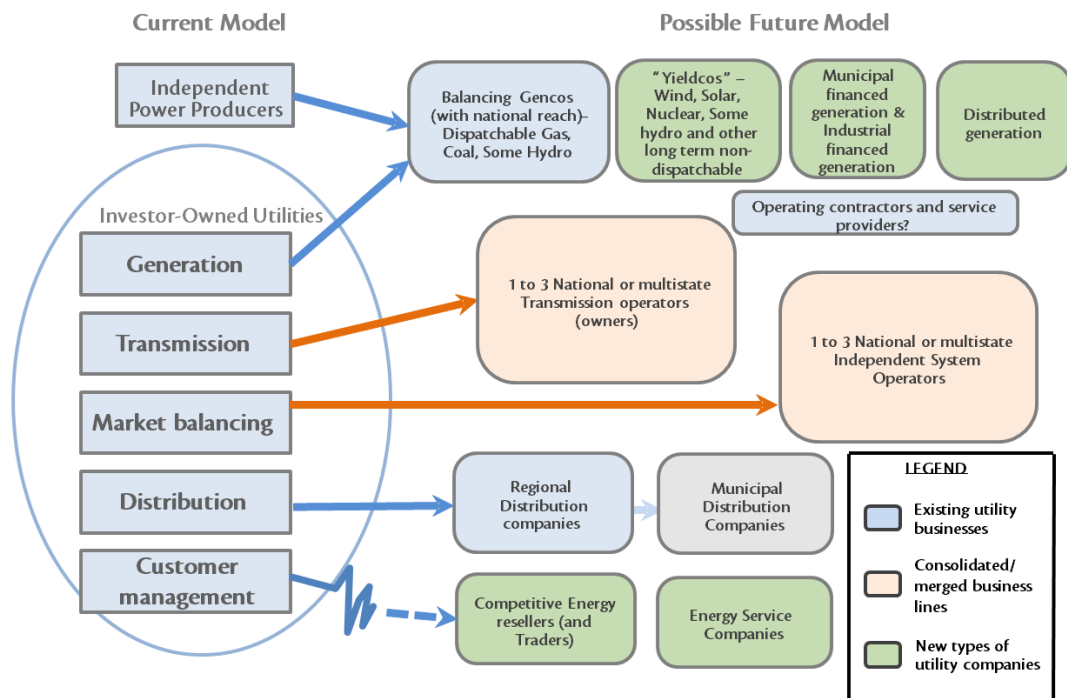 Current Model
Possible Future Model
Independent
Power Producers
Balancing Gencos
(with national reach)–
Dispatchable Gas,
Coal, Some Hydro
"Yieldcos" –
Wind, Solar,
Nuclear, Some
hydro and other
long term non-
dispatchable
Municipal
financed
generation &
Industrial
financed
generation
Distributed
generation
Operating contractors and service
providers?
Investor-Owned Utilities
Generation
Transmission
Market balancing
Distribution
Customer
management
1 to 3 National or multistate
Transmission operators
(owners)
1 to 3 National or multistate
Independent System
Operators
Regional
Distribution
companies
Municipal
Distribution
Companies
Competitive Energy
resellers (and
Traders)
Energy Service
Companies
LEGEND
Existing utility
businesses
Consolidated/
merged business
lines
New types of
utility companies